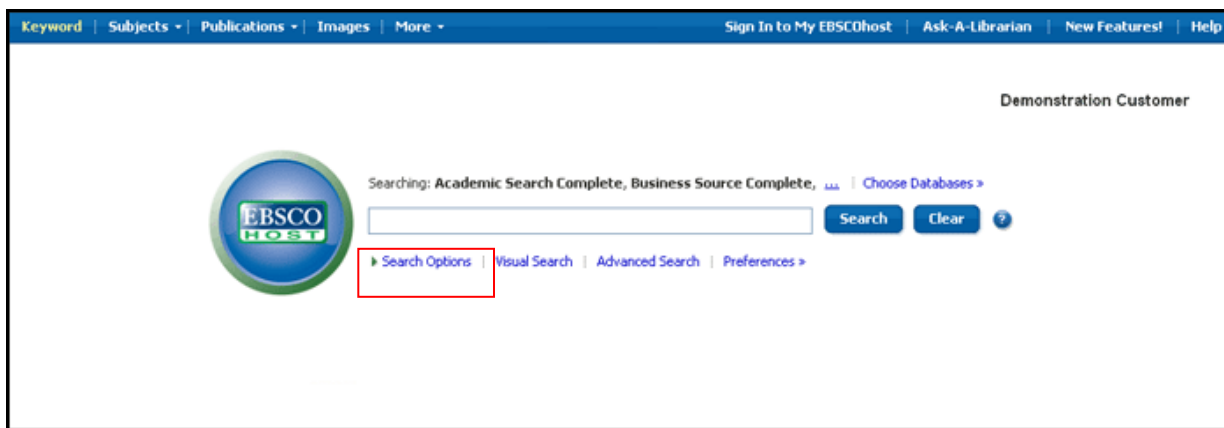 Keyword | Subjects | Publications | Images | More Sign In to My EBSCOhost | Ask-A-Librarian | New Features! | Help
Demonstration Customer
Searching: Academic Search Complete, Business Source Complete, ... | Choose Databases »
EBSCO
HOST
Search Clear ?
Search Options | Visual Search | Advanced Search | Preferences »